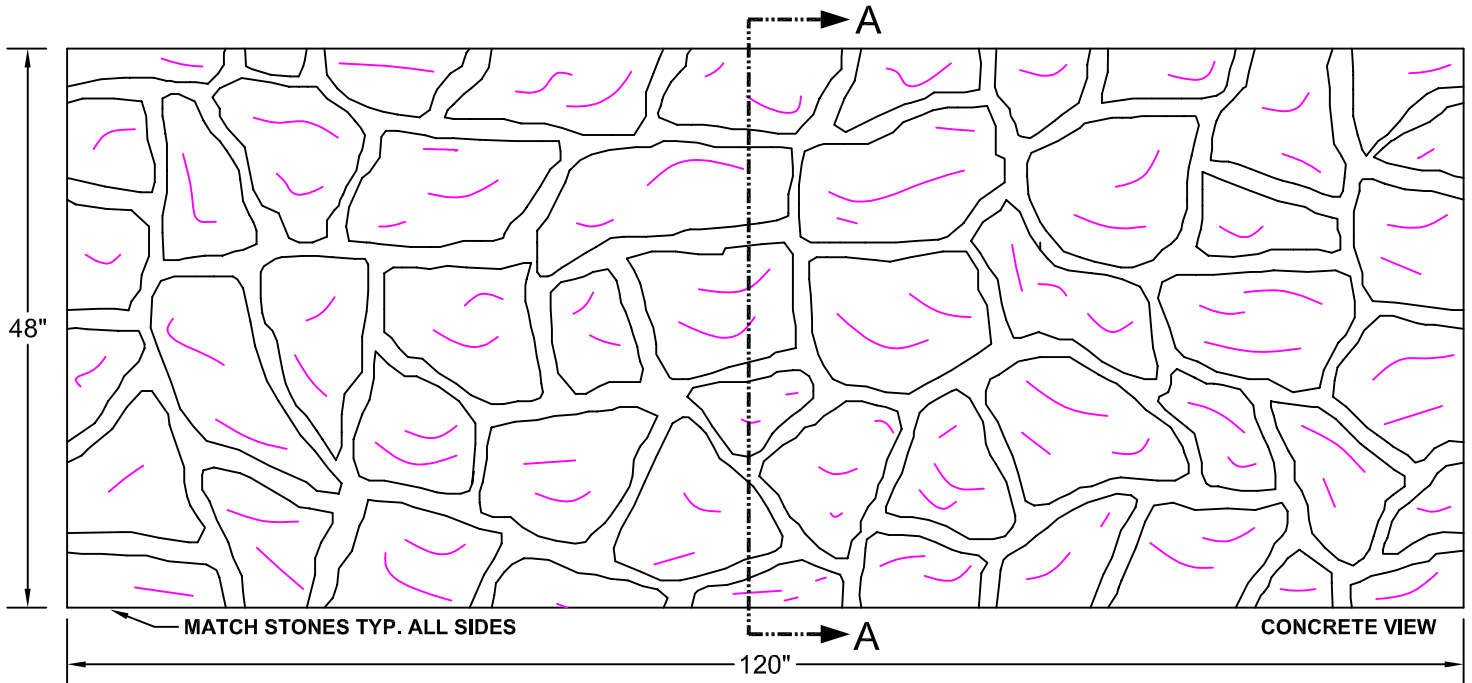 A
48"
MATCH STONES TYP. ALL SIDES
A
CONCRETE VIEW
120"